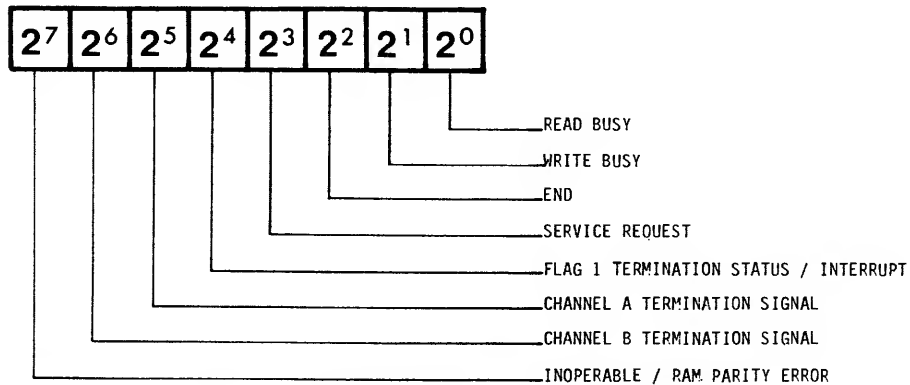 2⁷ 2⁶ 2⁵ 2⁴ 2³ 2² 2¹ 2⁰
READ BUSY
WRITE BUSY
END
SERVICE REQUEST
FLAG 1 TERMINATION STATUS / INTERRUPT
CHANNEL A TERMINATION SIGNAL
CHANNEL B TERMINATION SIGNAL
INOPERABLE / RAM PARITY ERROR